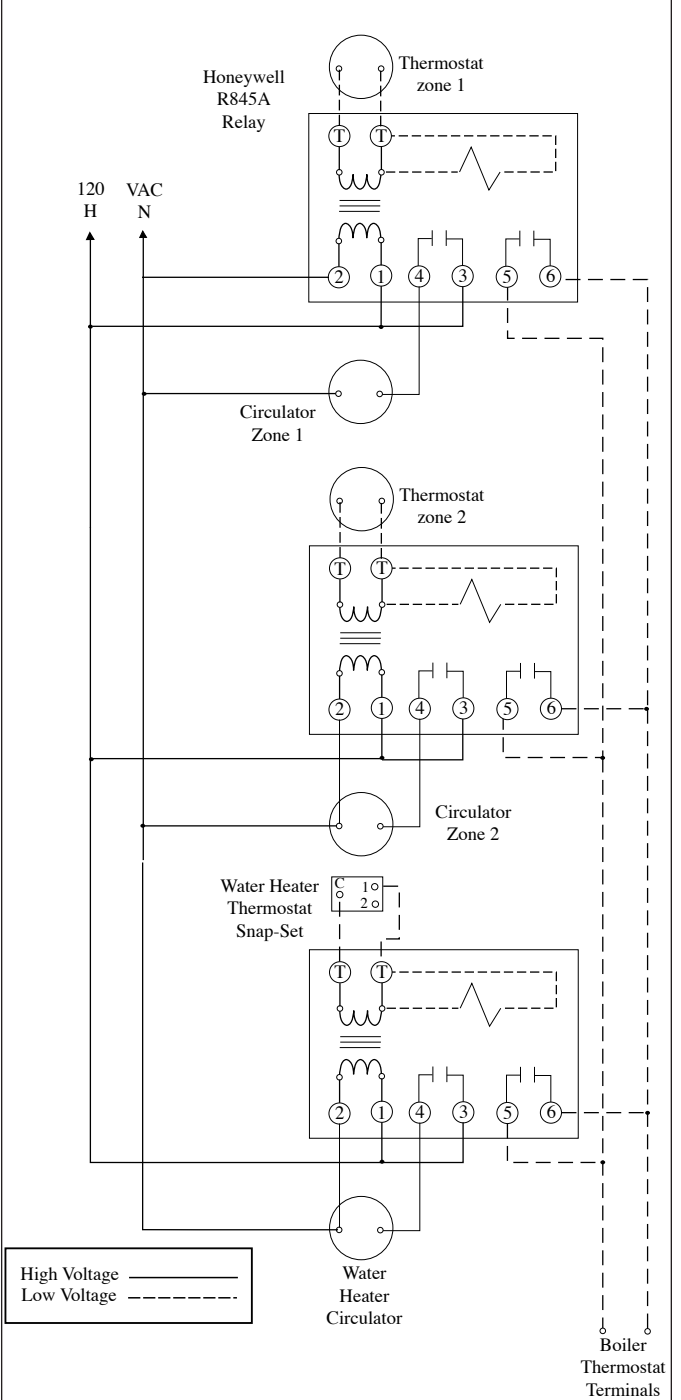 Thermostat
zone 1
Honeywell
R845A
Relay
T T
120 VAC
H N
2 1 4 3 5 6
Circulator
Zone 1
Thermostat
zone 2
T T
2 1 4 3 5 6
Circulator
Zone 2
Water Heater
Thermostat
Snap-Set
C 1
2
T T
2 1 4 3 5 6
Water
Heater
Circulator
High Voltage
Low Voltage
Boiler
Thermostat
Terminals